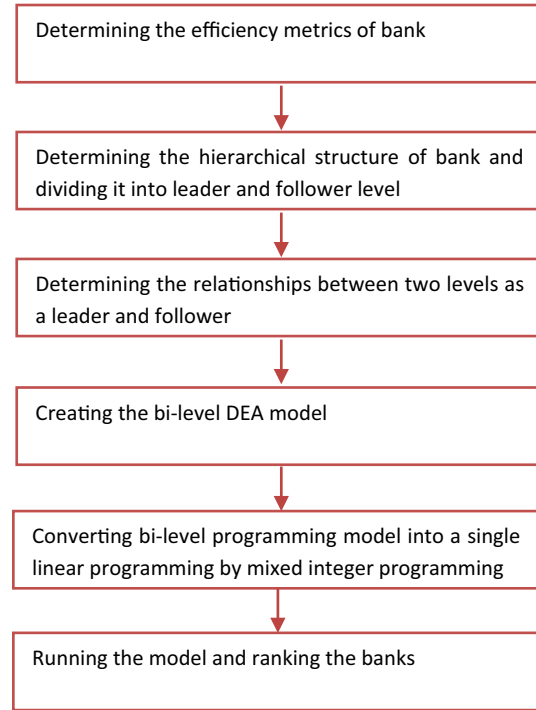 Determining the efficiency metrics of bank
Determining the hierarchical structure of bank and
dividing it into leader and follower level
Determining the relationships between two levels as
a leader and follower
Creating the bi-level DEA model
Converting bi-level programming model into a single
linear programming by mixed integer programming
Running the model and ranking the banks